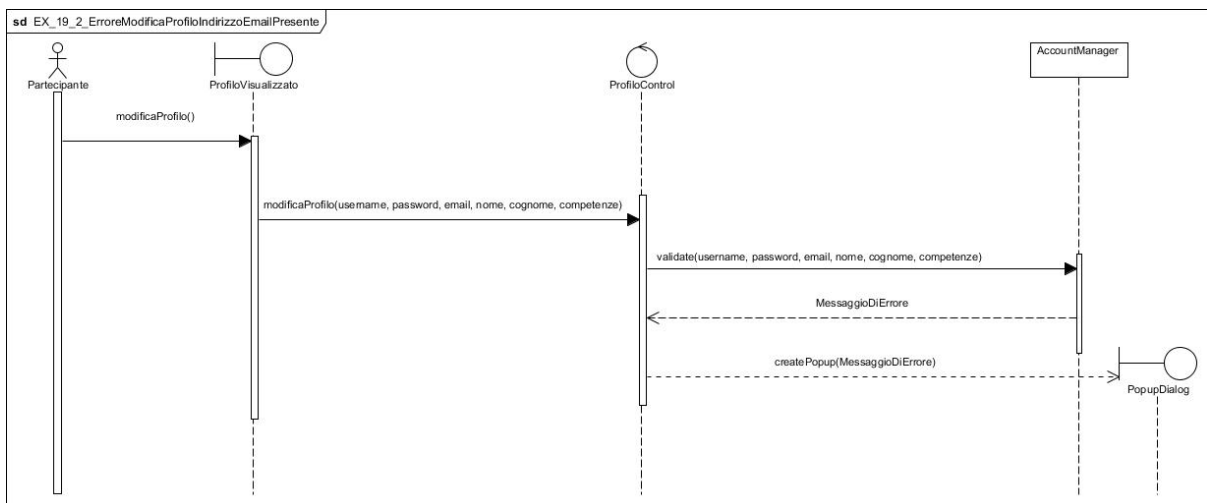 sd EX_19_2_ErroreModificaProfiloIndirizzoEmailPresente
Partecipante
ProfiloVisualizzato
ProfiloControl
AccountManager
modificaProfilo()
modificaProfilo(username, password, email, nome, cognome, competenze)
validate(username, password, email, nome, cognome, competenze)
MessaggioDiErrore
createPopup(MessaggioDiErrore)
PopupDialog